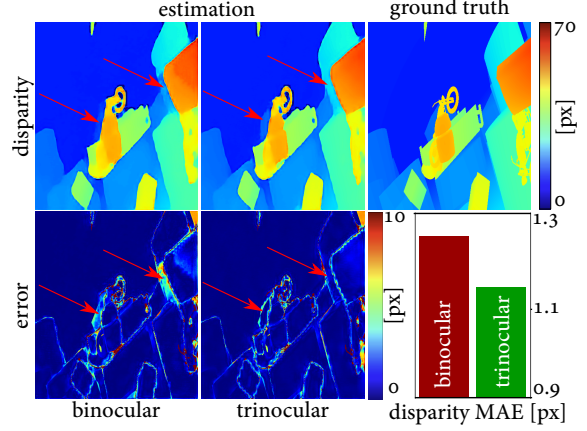 estimation
ground truth
disparity
70
[px]
0
error
10
[px]
0
1.3
1.1
0.9
binocular
trinocular
binocular
trinocular
disparity MAE [px]